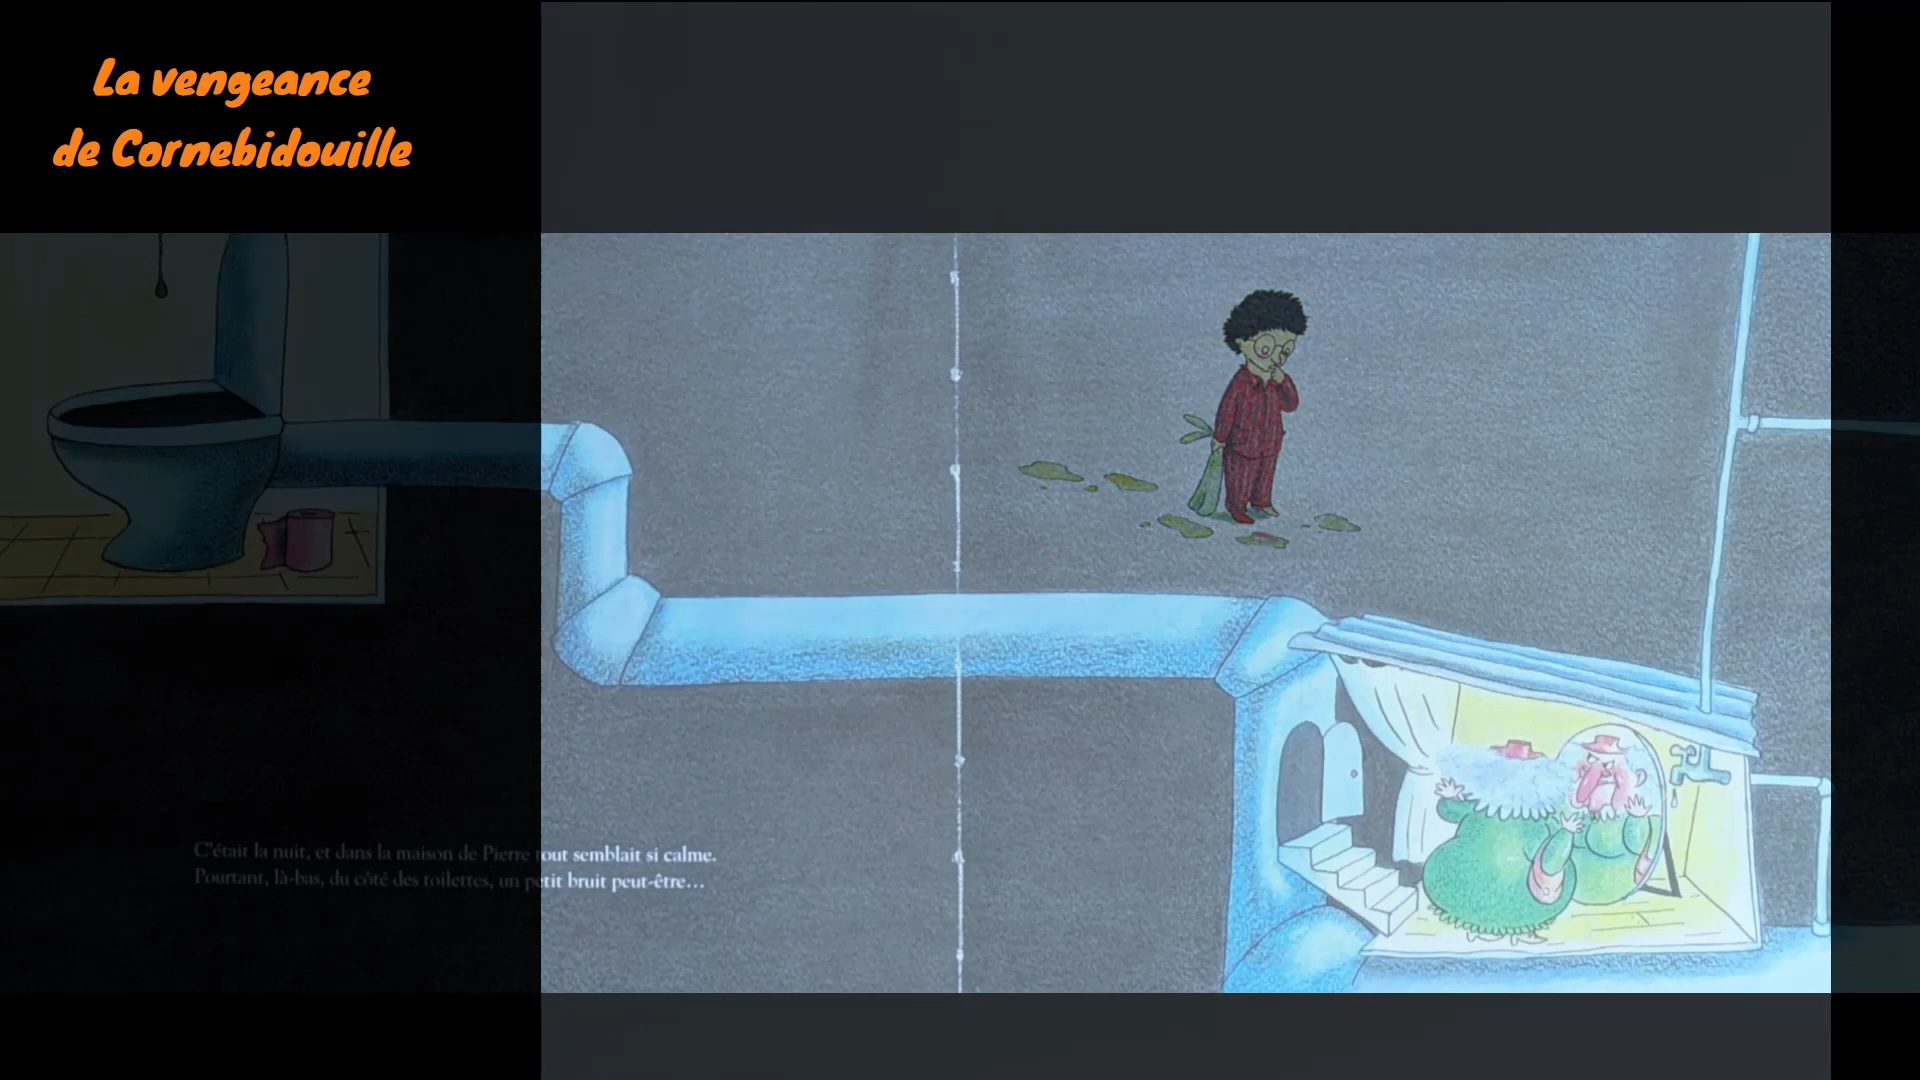 La vengeance
de Cornebidouille
C'était la nuit, et dans la maison de Pierre tout semblait si calme.
Pourtant, là-bas, du côté des toilettes, un petit bruit peut-être...